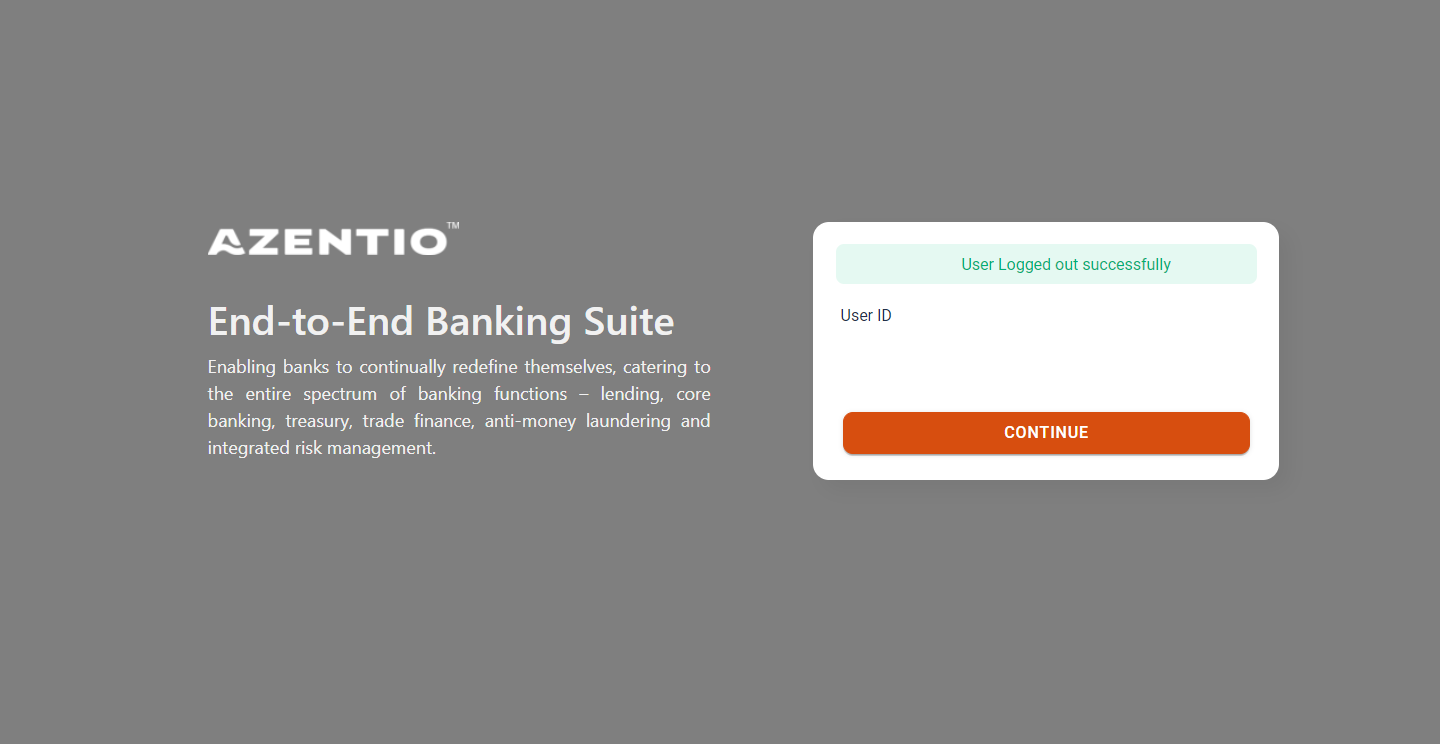 AZENTIO™
End-to-End Banking Suite
Enabling banks to continually redefine themselves, catering to
the entire spectrum of banking functions – lending, core
banking, treasury, trade finance, anti-money laundering and
integrated risk management.
User Logged out successfully
User ID
CONTINUE